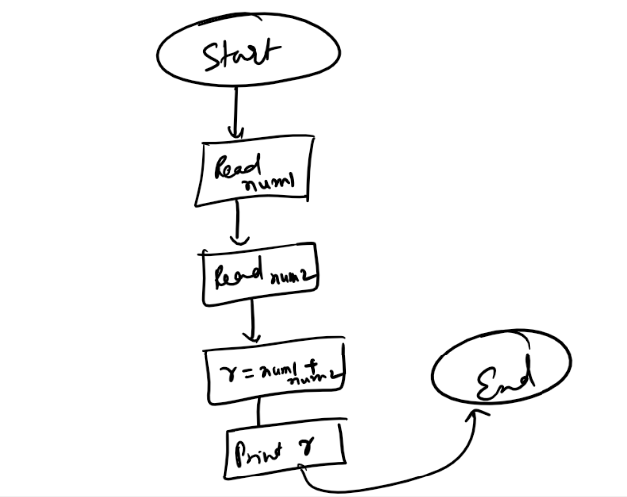 Start
Read
num1
Read num2
r = num1 +
num2
Print r
End